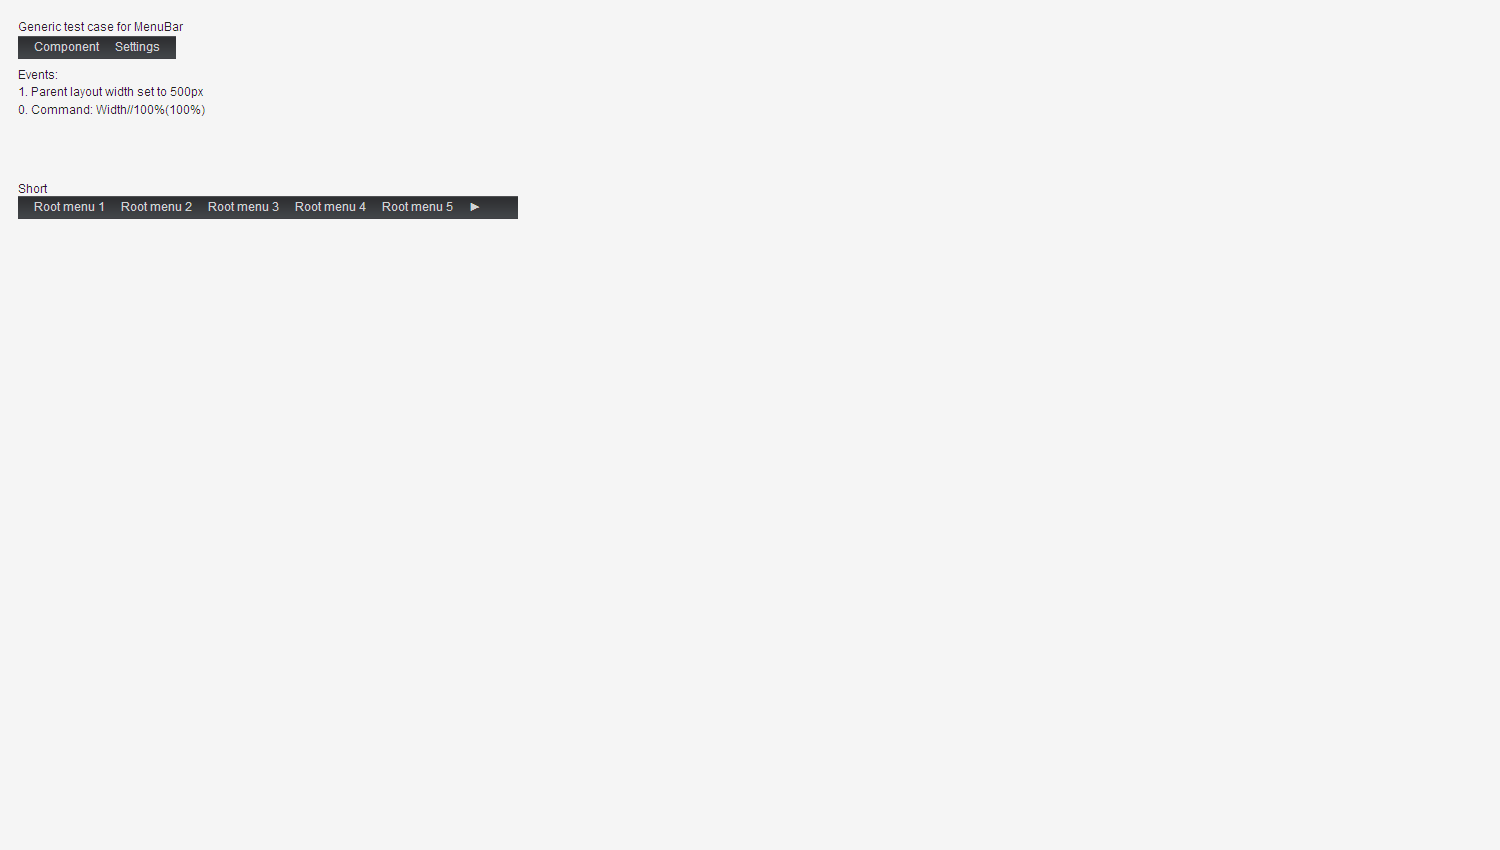 Generic test case for MenuBar
Component Settings
Events:
1. Parent layout width set to 500px
0. Command: Width//100%(100%)
Short
Root menu 1 Root menu 2 Root menu 3 Root menu 4 Root menu 5 ►